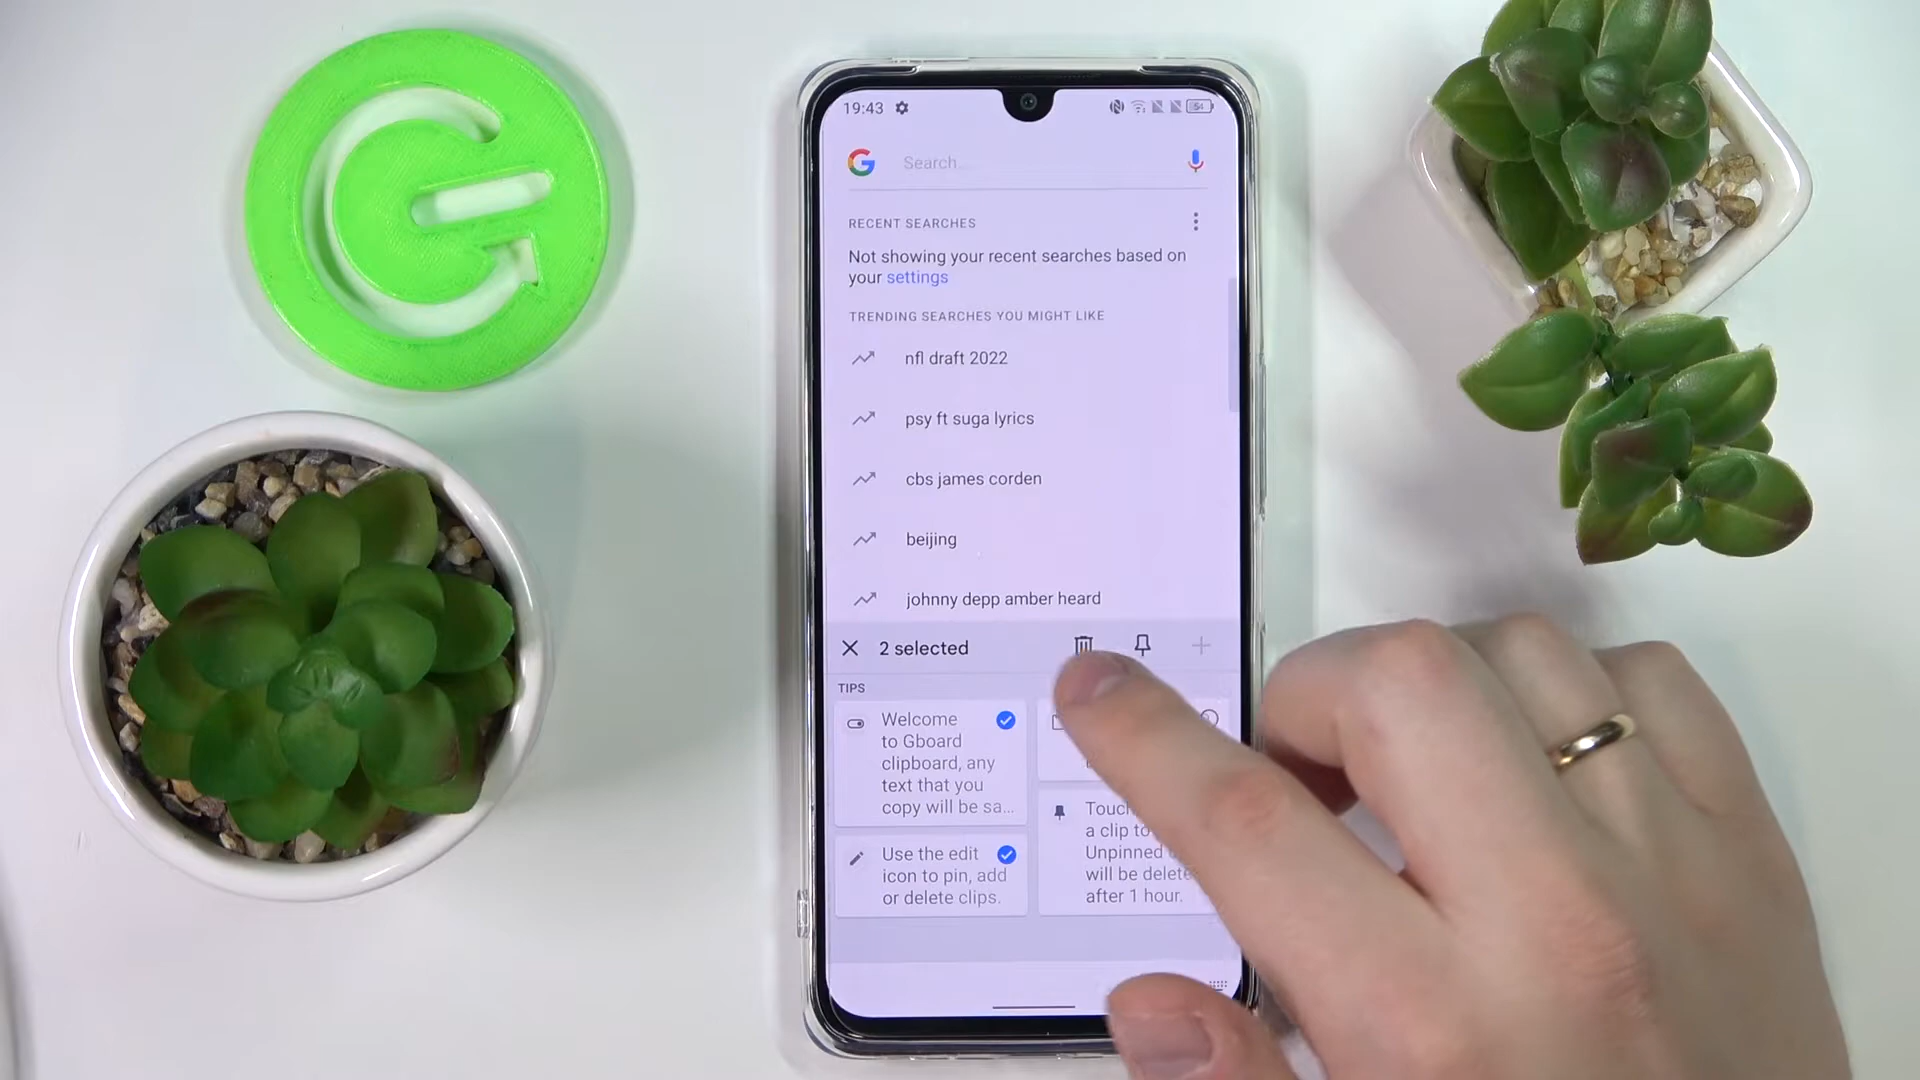 19:43
54
Search...
RECENT SEARCHES
Not showing your recent searches based on
your settings
TRENDING SEARCHES YOU MIGHT LIKE
nfl draft 2022
psy ft suga lyrics
cbs james corden
beijing
johnny depp amber heard
2 selected
TIPS
Welcome
to Gboard
clipboard, any
text that you
copy will be sa...
Use the edit
icon to pin, add
or delete clips.
Touch
a clip to
Unpinned
will be delete
after 1 hour.